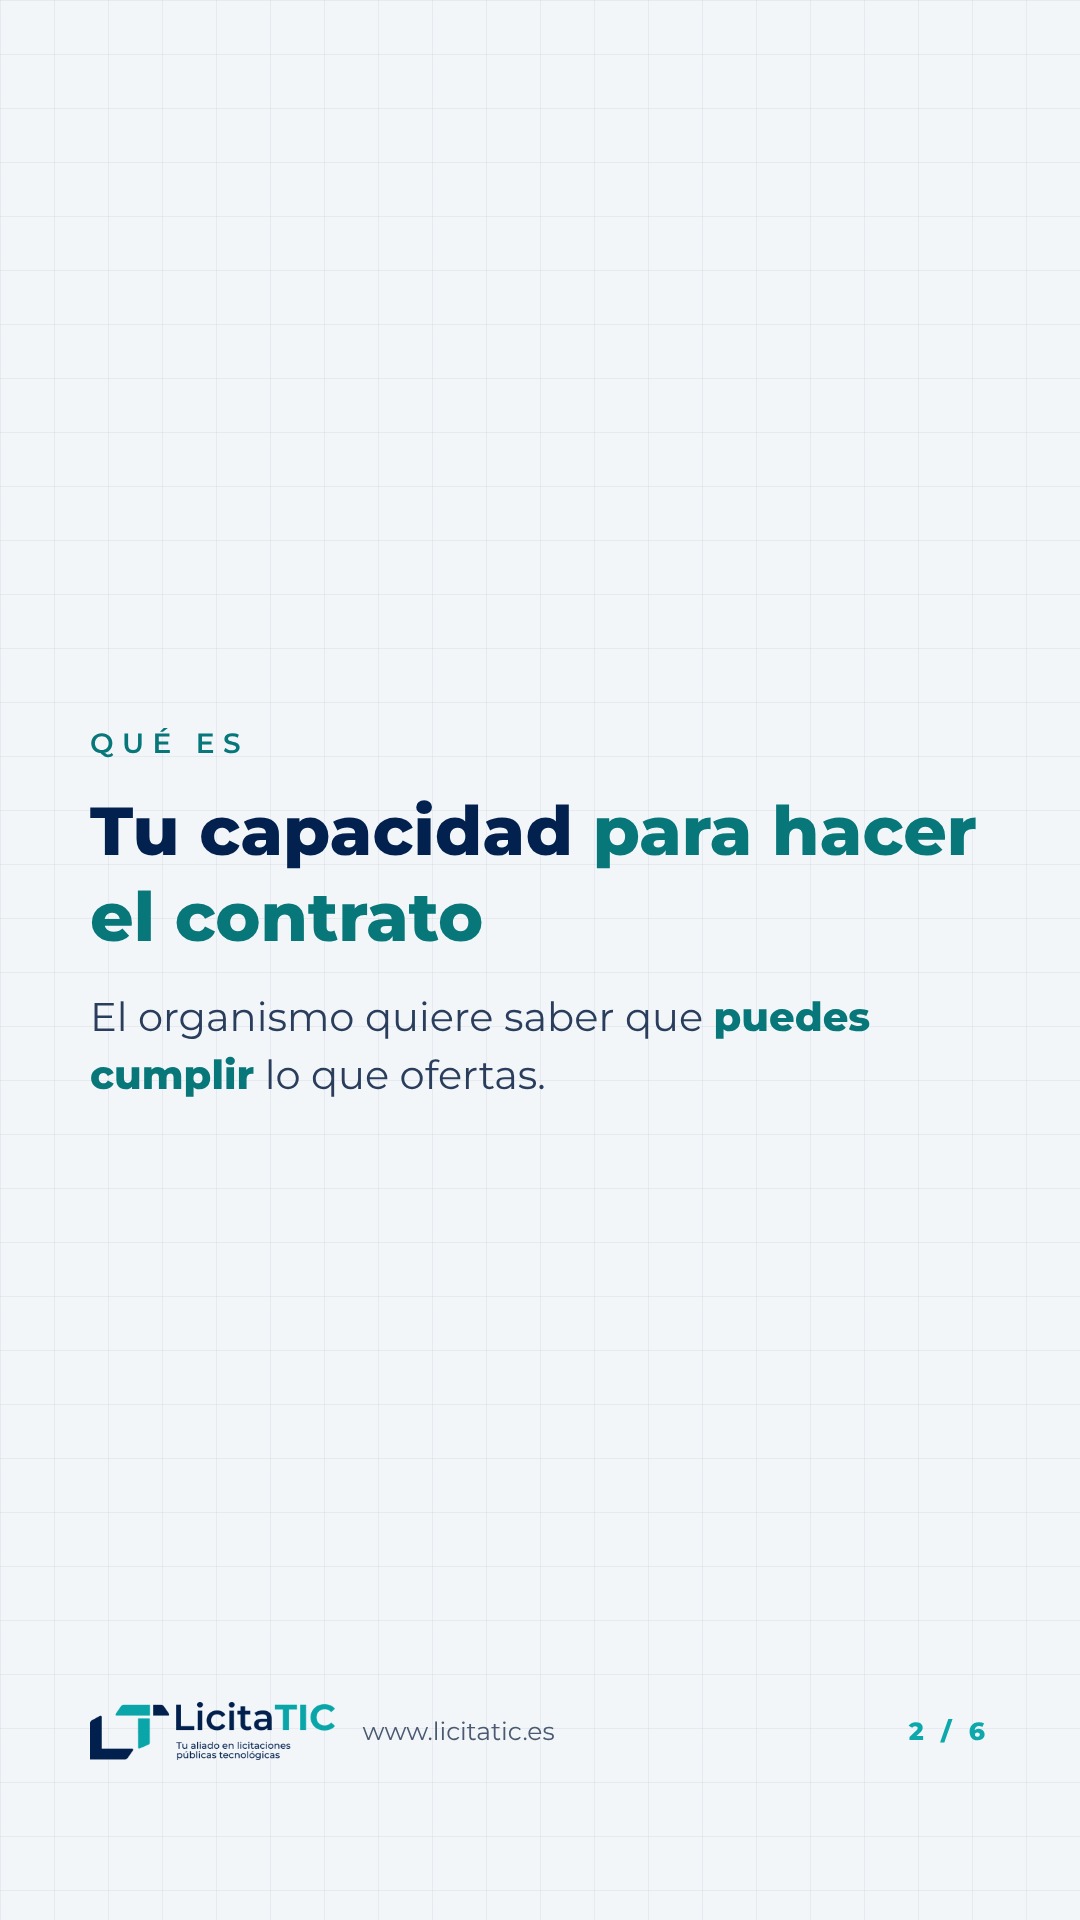 QUÉ ES
Tu capacidad para hacer
el contrato
El organismo quiere saber que puedes
cumplir lo que ofertas.
LicitaTIC
Tu aliado en licitaciones
públicas tecnológicas
www.licitatic.es
2 / 6